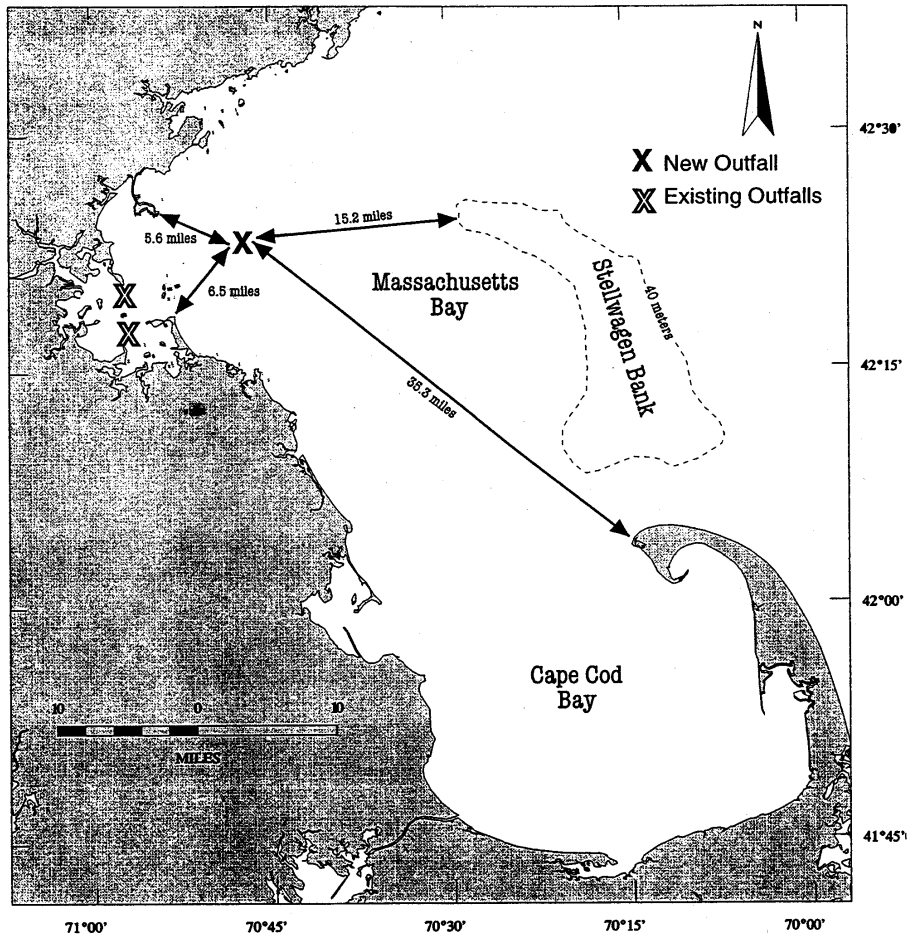 N
42°30'
X New Outfall
X Existing Outfalls
15.2 miles
5.6 miles
X
6.5 miles
Massachusetts
Bay
Stellwagen Bank
40 meters
X
X
42°15'
35.3 miles
42°00'
Cape Cod
Bay
10 0 10
MILES
41°45'
71°00' 70°45' 70°30' 70°15' 70°00'